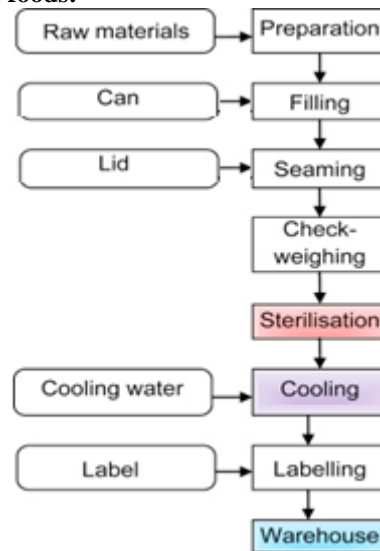 foods.
Raw materials
Preparation
Can
Filling
Lid
Seaming
Check-
weighing
Sterilisation
Cooling water
Cooling
Label
Labelling
Warehouse